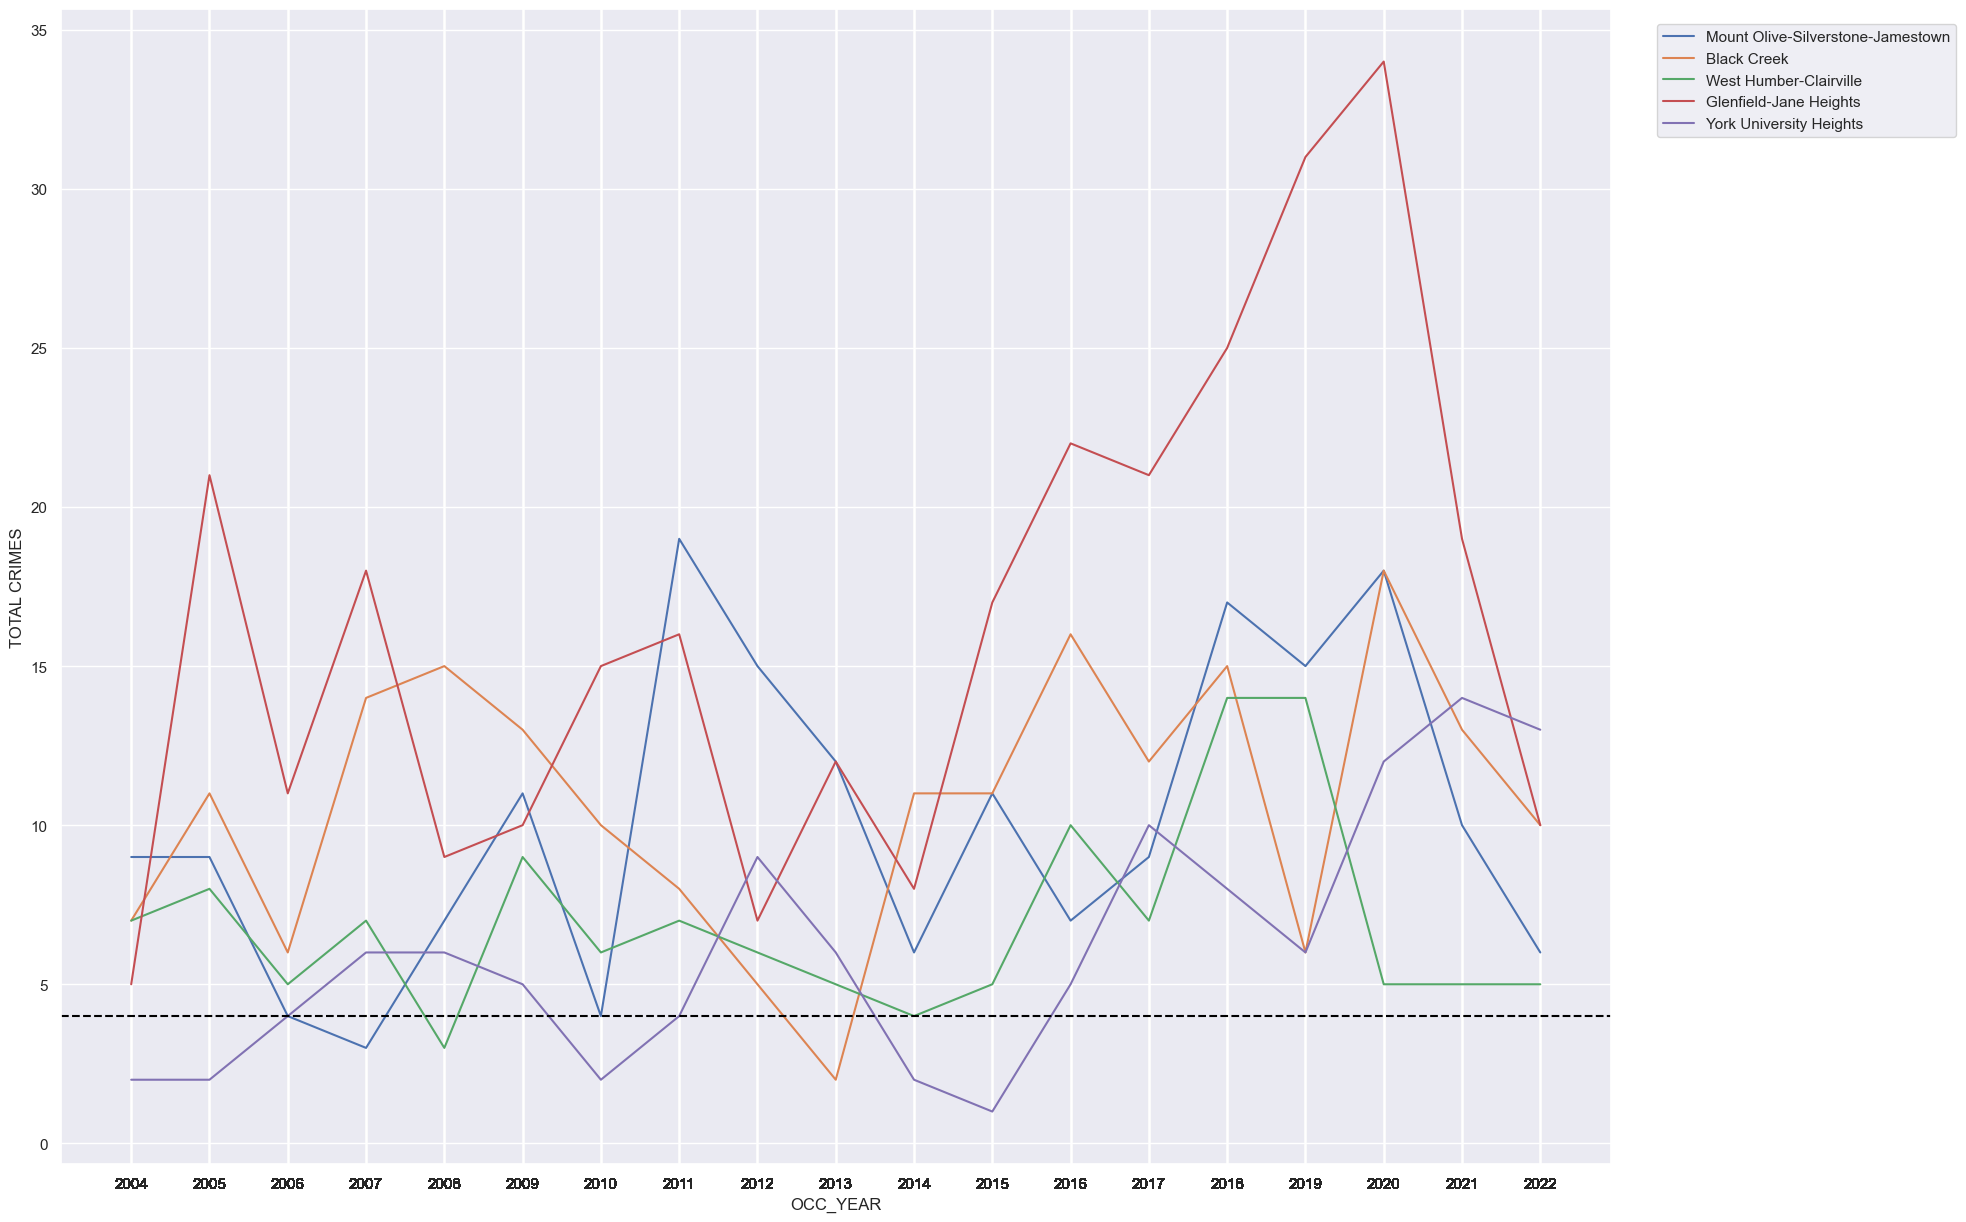 Mount Olive-Silverstone-Jamestown
Black Creek
West Humber-Clairville
Glenfield-Jane Heights
York University Heights
35
30
25
20
15
10
5
0
TOTAL CRIMES
2004 2005 2006 2007 2008 2009 2010 2011 2012 2013 2014 2015 2016 2017 2018 2019 2020 2021 2022
OCC_YEAR